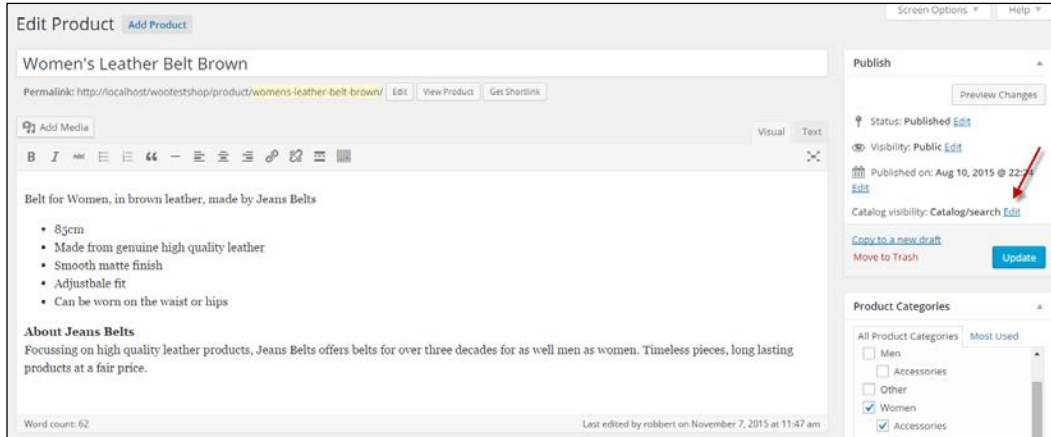 Screen Options Help
Edit Product Add Product
Women's Leather Belt Brown
Permalink: http://localhost/wootestshop/product/womens-leather-belt-brown/ Edit View Product Get Shortlink
Add Media
Visual Text
B I ABC
Belt for Women, in brown leather, made by Jeans Belts
• 85cm
• Made from genuine high quality leather
• Smooth matte finish
• Adjustbale fit
• Can be worn on the waist or hips
About Jeans Belts
Focussing on high quality leather products, Jeans Belts offers belts for over three decades for as well men as women. Timeless pieces, long lasting
products at a fair price.
Word count: 62 Last edited by robbert on November 7, 2015 at 11:47 am
Publish
Preview Changes
Status: Published Edit
Visibility: Public Edit
Published on: Aug 10, 2015 @ 22:24
Edit
Catalog visibility: Catalog/search Edit
Copy to a new draft
Move to Trash Update
Product Categories
All Product Categories Most Used
Men
Accessories
Other
Women
Accessories